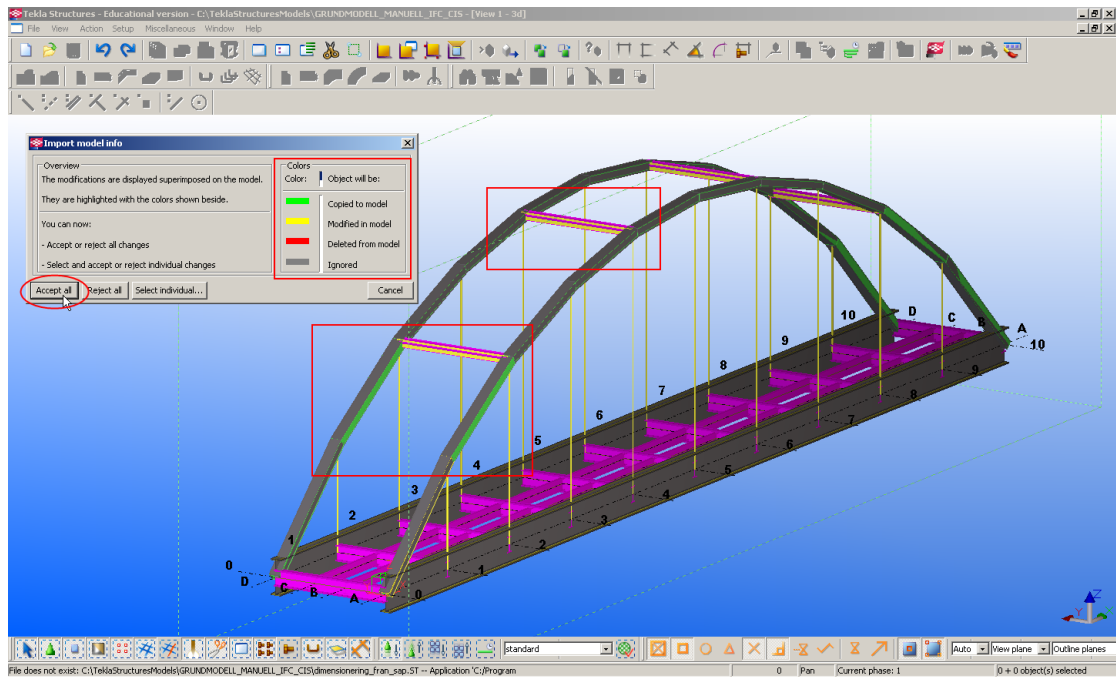 Tekla Structures - Educational version - C:\TeklaStructuresModels\GRUNDMODELL_MANUELL_IFC_CIS - [View 1 - 3d]
File View Action Setup Miscellaneous Window Help
Import model info
Overview
The modifications are displayed superimposed on the model.
They are highlighted with the colors shown beside.
You can now:
- Accept or reject all changes
- Select and accept or reject individual changes
Colors
Color: Object will be:
Copied to model
Modified in model
Deleted from model
Ignored
Accept all Reject all Select individual... Cancel
10 D C B A
10
9 9
8 8
7 7
6 6
5 5
4 4
3 3
2 2
1 1
0 0
D C B A
Z
Y
standard
Auto View plane Outline planes
File does not exist: C:\TeklaStructuresModels\GRUNDMODELL_MANUELL_IFC_CIS\dimensionering_fran_sap.ST -- Application 'C:/Program
0 Pan Current phase: 1 0 + 0 object(s) selected